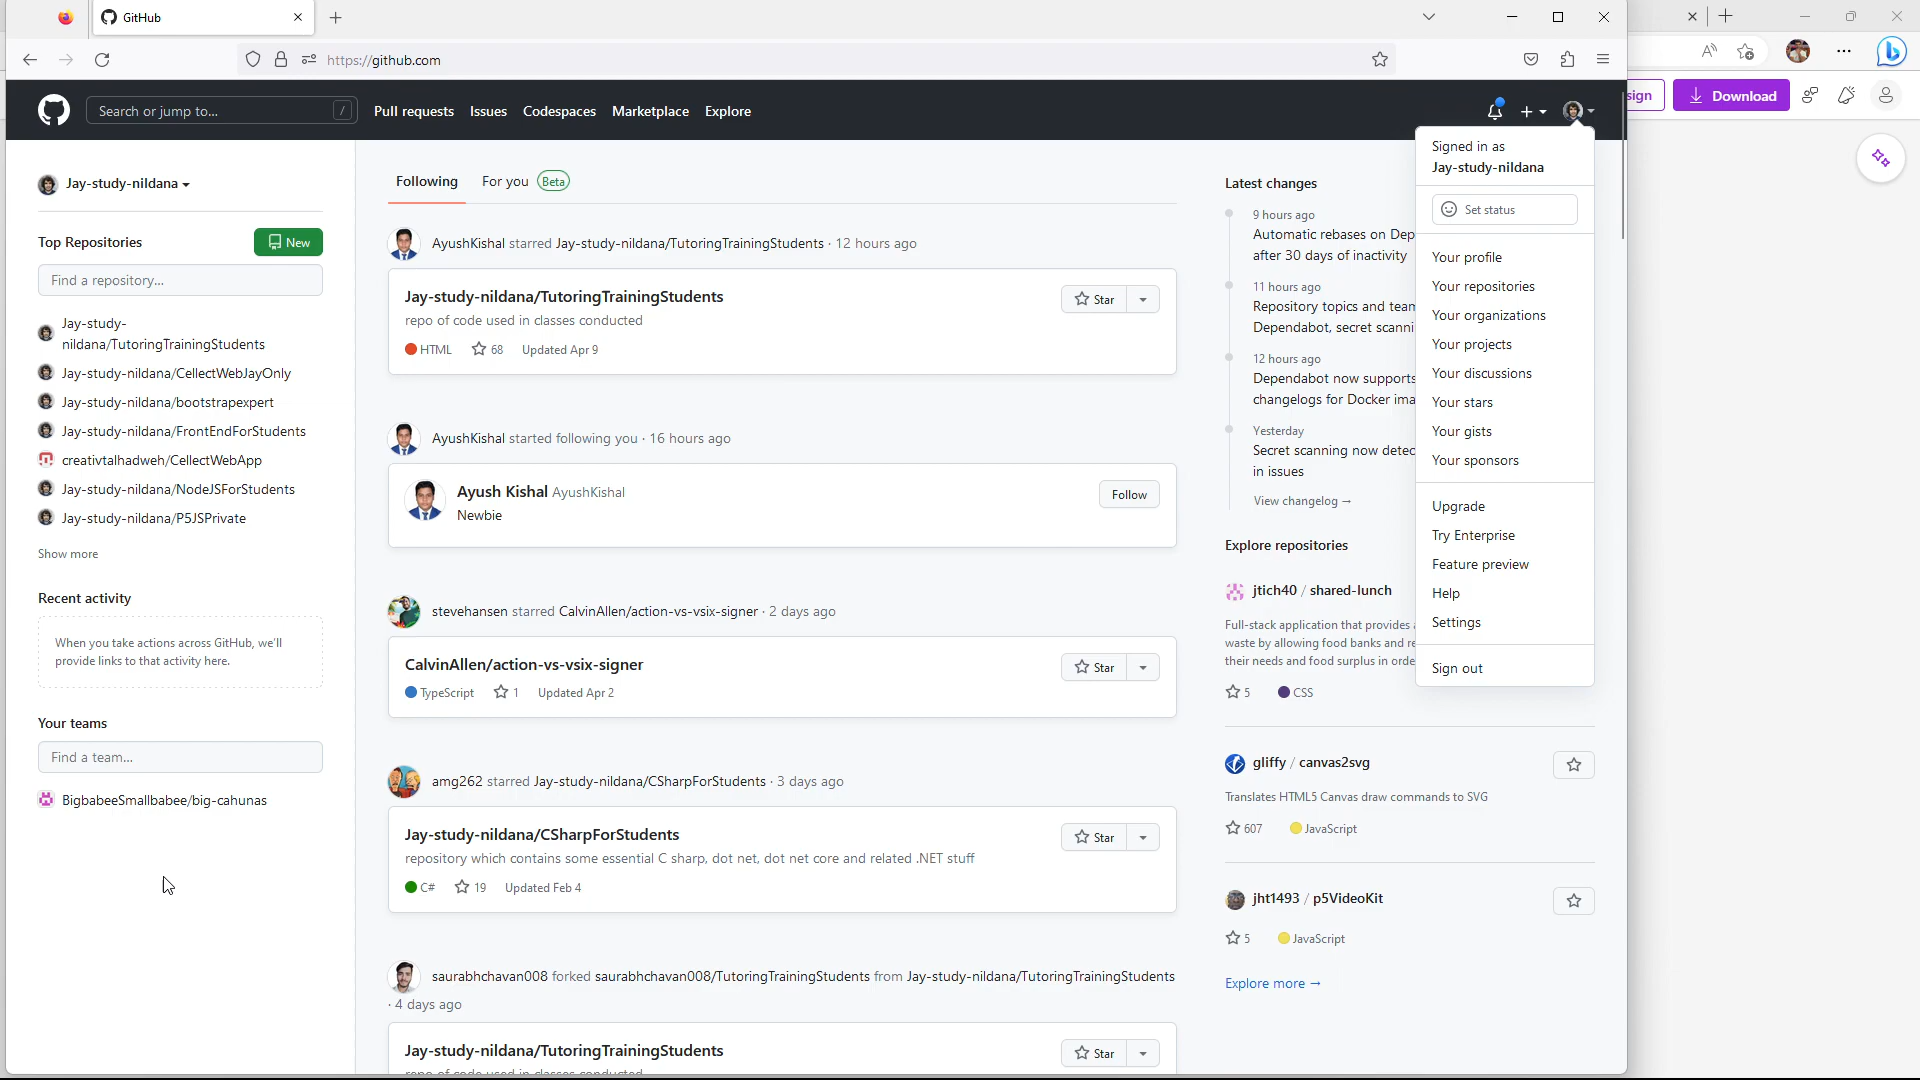 GitHub
https://github.com
sign
Download
Search or jump to...
/
Pull requests
Issues
Codespaces
Marketplace
Explore
Signed in as
Jay-study-nildana
Set status
Your profile
Your repositories
Your organizations
Your projects
Your discussions
Your stars
Your gists
Your sponsors
Upgrade
Try Enterprise
Feature preview
Help
Settings
Sign out
Jay-study-nildana
Top Repositories
New
Find a repository...
Jay-study-
nildana/TutoringTrainingStudents
Jay-study-nildana/CellectWebJayOnly
Jay-study-nildana/bootstrapexpert
Jay-study-nildana/FrontEndForStudents
creativtalhadweh/CellectWebApp
Jay-study-nildana/NodeJSForStudents
Jay-study-nildana/P5JSPrivate
Show more
Recent activity
When you take actions across GitHub, we'll
provide links to that activity here.
Your teams
Find a team...
BigbabeeSmallbabee/big-cahunas
Following
For you
Beta
AyushKishal starred Jay-study-nildana/TutoringTrainingStudents · 12 hours ago
Jay-study-nildana/TutoringTrainingStudents
Star
repo of code used in classes conducted
HTML 68 Updated Apr 9
AyushKishal started following you · 16 hours ago
Ayush Kishal AyushKishal
Follow
Newbie
stevehansen starred CalvinAllen/action-vs-vsix-signer · 2 days ago
CalvinAllen/action-vs-vsix-signer
Star
TypeScript 1 Updated Apr 2
amg262 starred Jay-study-nildana/CSharpForStudents · 3 days ago
Jay-study-nildana/CSharpForStudents
Star
repository which contains some essential C sharp, dot net, dot net core and related .NET stuff
C# 19 Updated Feb 4
saurabhchavan008 forked saurabhchavan008/TutoringTrainingStudents from Jay-study-nildana/TutoringTrainingStudents
· 4 days ago
Jay-study-nildana/TutoringTrainingStudents
Star
repo of code used in classes conducted
Latest changes
9 hours ago
Automatic rebases on Dep
after 30 days of inactivity
11 hours ago
Repository topics and team
Dependabot, secret scanni
12 hours ago
Dependabot now supports
changelogs for Docker ima
Yesterday
Secret scanning now detec
in issues
View changelog →
Explore repositories
jtich40 / shared-lunch
Full-stack application that provides
waste by allowing food banks and re
their needs and food surplus in orde
5 CSS
gliffy / canvas2svg
Translates HTML5 Canvas draw commands to SVG
607 JavaScript
jht1493 / p5VideoKit
5 JavaScript
Explore more →